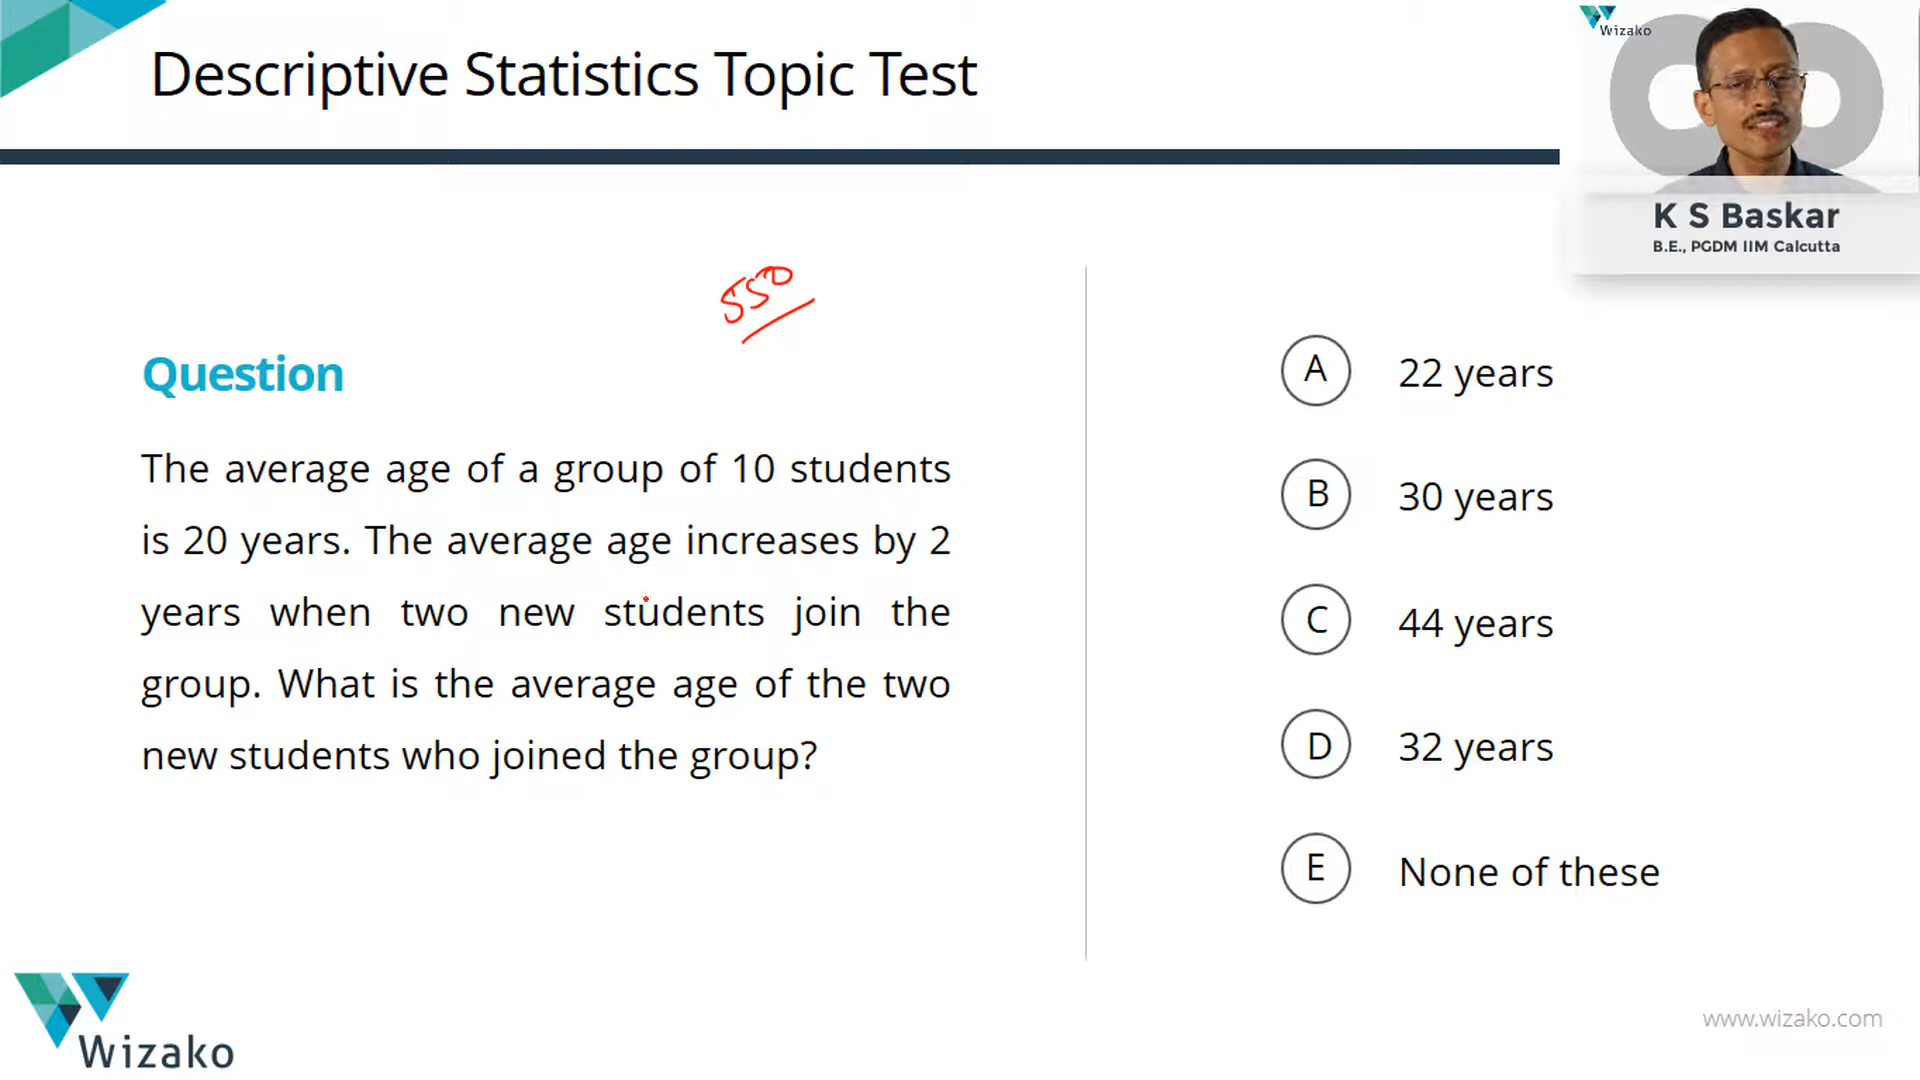 Descriptive Statistics Topic Test
Wizako
K S Baskar
B.E., PGDM IIM Calcutta
550
Question
The average age of a group of 10 students
is 20 years. The average age increases by 2
years when two new students join the
group. What is the average age of the two
new students who joined the group?
A 22 years
B 30 years
C 44 years
D 32 years
E None of these
Wizako
www.wizako.com